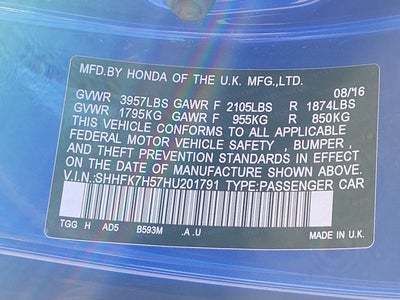 MFD.BY HONDA OF THE U.K. MFG.,LTD.
08/16
GVWR 3957LBS GAWR F 2105LBS R 1874LBS
GVWR 1795KG GAWR F 955KG R 850KG
THIS VEHICLE CONFORMS TO ALL APPLICABLE
FEDERAL MOTOR VEHICLE SAFETY , BUMPER,
AND THEFT PREVENTION STANDARDS IN EFFECT
ON THE DATE OF MANUFACTURE SHOWN ABOVE.
V.I.N:SHHFK7H57HU201791 TYPE:PASSENGER CAR
TGG H AD5 B593M .A.U MADE IN U.K.